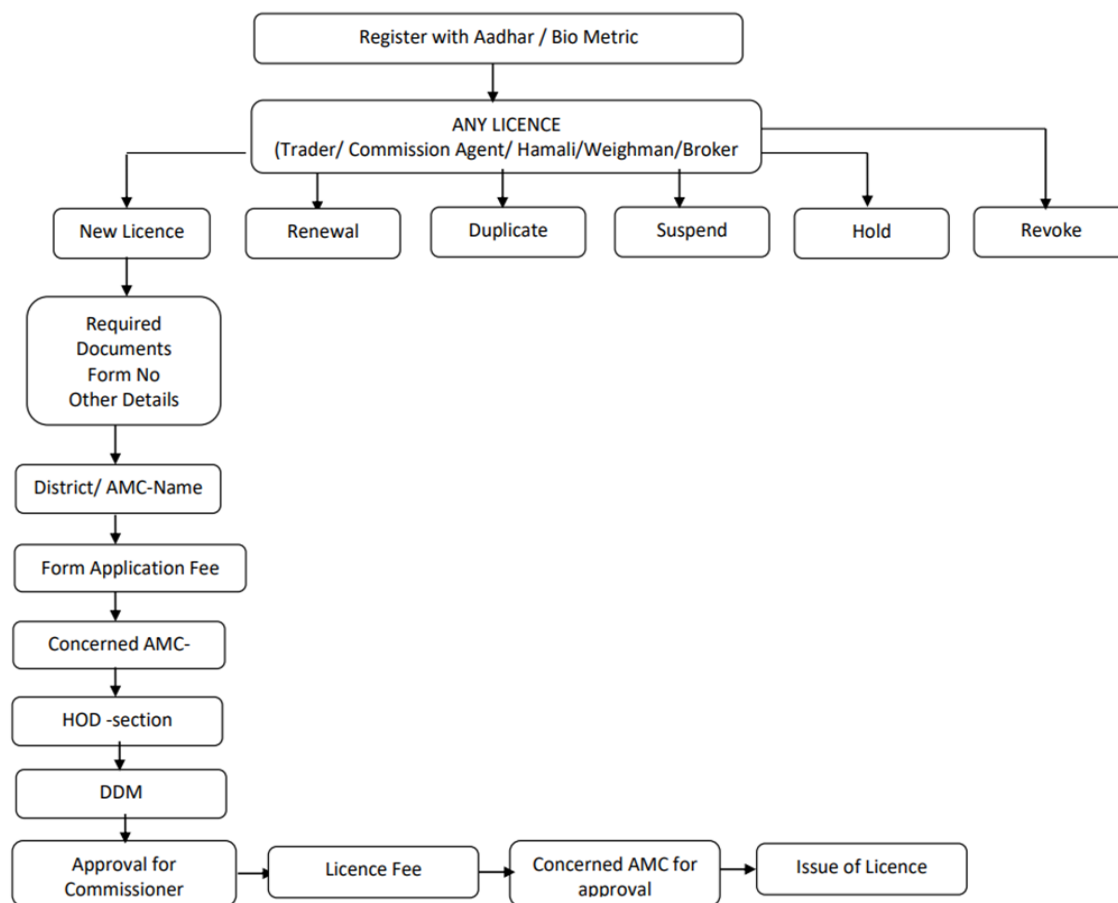 Register with Aadhar / Bio Metric
ANY LICENCE
(Trader/ Commission Agent/ Hamali/Weighman/Broker
New Licence
Renewal
Duplicate
Suspend
Hold
Revoke
Required
Documents
Form No
Other Details
District/ AMC-Name
Form Application Fee
Concerned AMC-
HOD -section
DDM
Approval for
Commissioner
Licence Fee
Concerned AMC for
approval
Issue of Licence